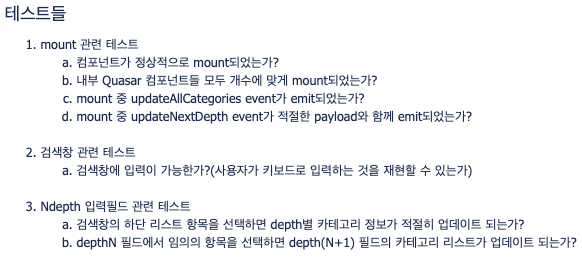 테스트들
1. mount 관련 테스트
a. 컴포넌트가 정상적으로 mount되었는가?
b. 내부 Quasar 컴포넌트들 모두 개수에 맞게 mount되었는가?
c. mount 중 updateAllCategories event가 emit되었는가?
d. mount 중 updateNextDepth event가 적절한 payload와 함께 emit되었는가?
2. 검색창 관련 테스트
a. 검색창에 입력이 가능한가?(사용자가 키보드로 입력하는 것을 재현할 수 있는가)
3. Ndepth 입력필드 관련 테스트
a. 검색창의 하단 리스트 항목을 선택하면 depth별 카테고리 정보가 적절히 업데이트 되는가?
b. depthN 필드에서 임의의 항목을 선택하면 depth(N+1) 필드의 카테고리 리스트가 업데이트 되는가?